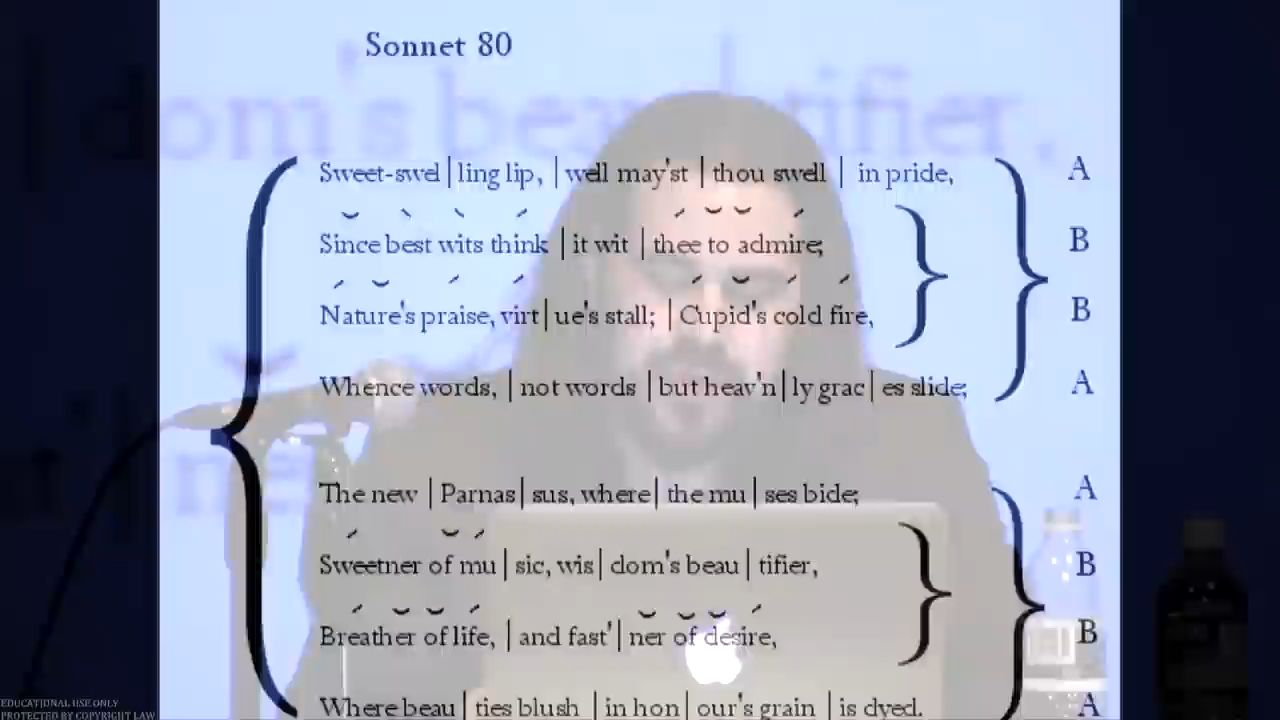 Sonnet 80
dom's beau tifier,
Sweet-swel | ling lip, | well may'st | thou swell | in pride, A
Since best wits think | it wit | thee to admire; B
Nature's praise, virt | ue's stall; | Cupid's cold fire, B
Whence words, | not words | but heav'n | ly grac | es slide; A
The new | Parnas | sus, where | the mu | ses bide; A
Sweetner of mu | sic, wis | dom's beau | tifier, B
Breather of life, | and fast' | ner of desire, B
Where beau | ties blush | in hon | our's grain | is dyed. A
EDUCATIONAL USE ONLY
PROTECTED BY COPYRIGHT LAW